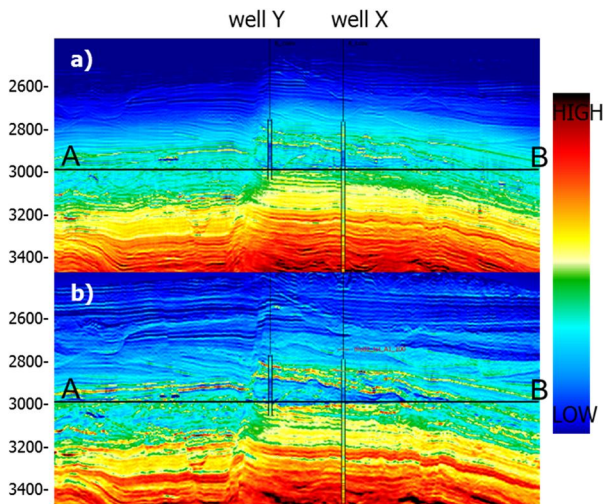 well Y well X
a)
2600-
2800-
A B
3000-
3200-
3400-
b)
2600-
2800-
A B
3000-
3200-
3400-
HIGH
LOW